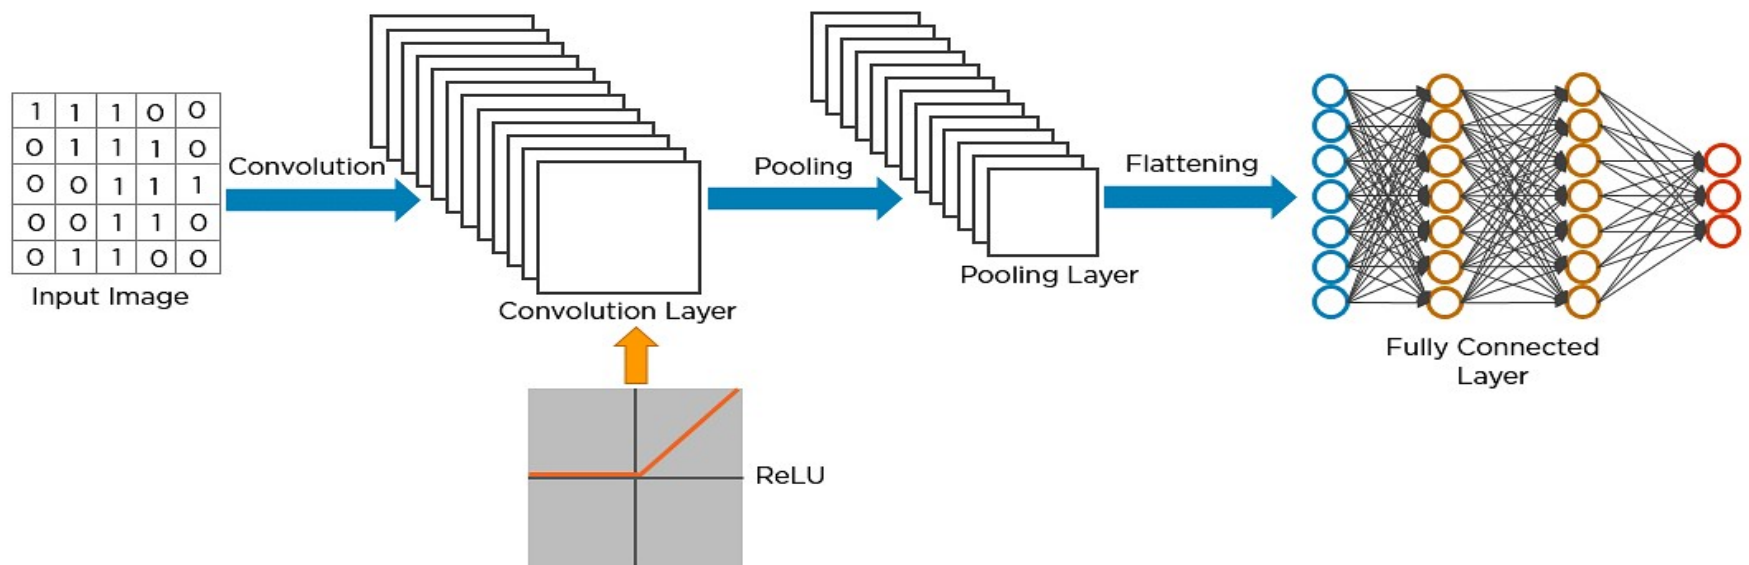 1 1 1 0 0
0 1 1 1 0
0 0 1 1 1
0 0 1 1 0
0 1 1 0 0
Input Image
Convolution
Convolution Layer
ReLU
Pooling
Pooling Layer
Flattening
Fully Connected
Layer